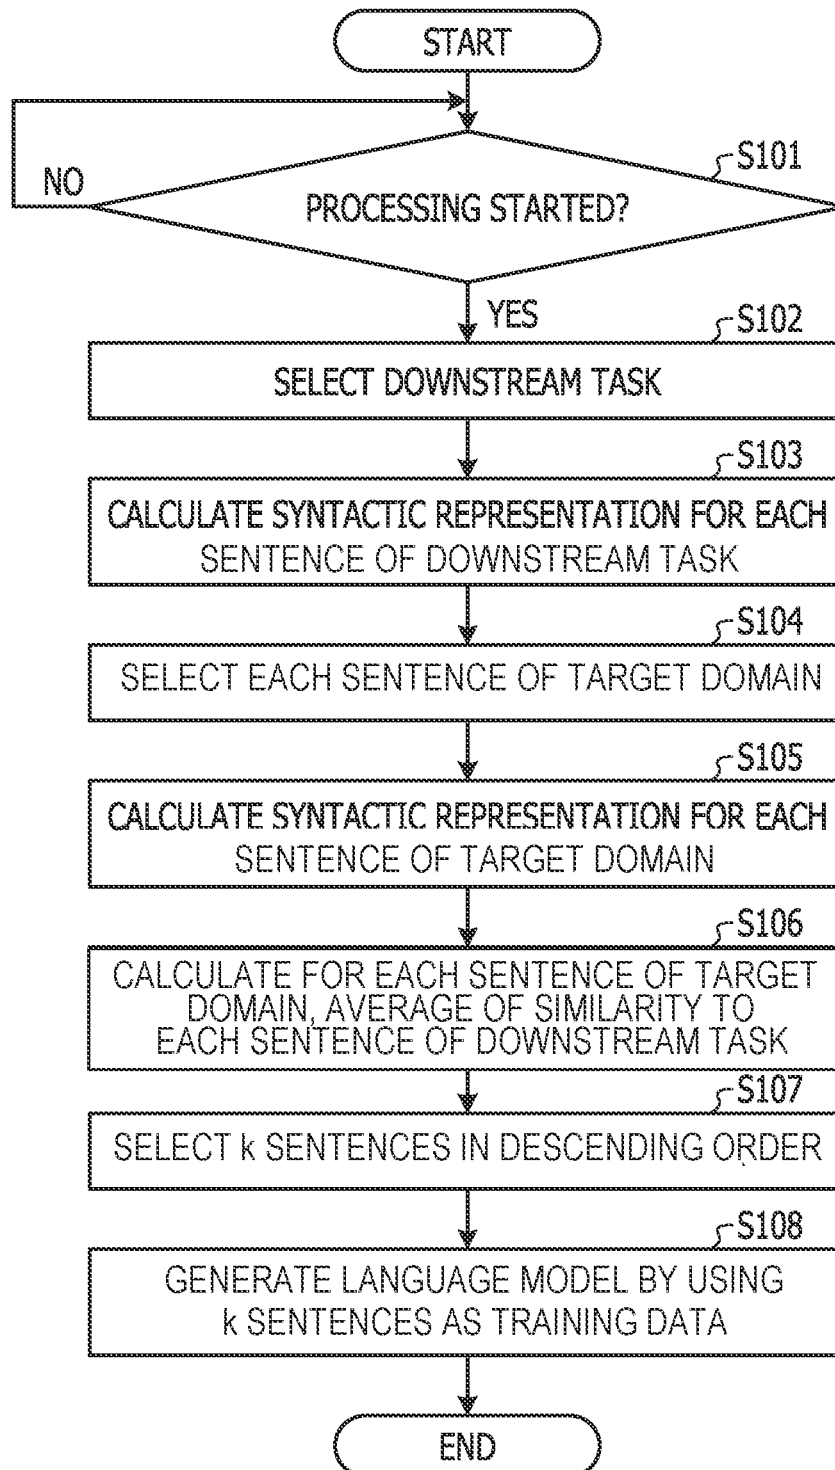 START
S101
NO
PROCESSING STARTED?
YES
S102
SELECT DOWNSTREAM TASK
S103
CALCULATE SYNTACTIC REPRESENTATION FOR EACH
SENTENCE OF DOWNSTREAM TASK
S104
SELECT EACH SENTENCE OF TARGET DOMAIN
S105
CALCULATE SYNTACTIC REPRESENTATION FOR EACH
SENTENCE OF TARGET DOMAIN
S106
CALCULATE FOR EACH SENTENCE OF TARGET
DOMAIN, AVERAGE OF SIMILARITY TO
EACH SENTENCE OF DOWNSTREAM TASK
S107
SELECT k SENTENCES IN DESCENDING ORDER
S108
GENERATE LANGUAGE MODEL BY USING
k SENTENCES AS TRAINING DATA
END